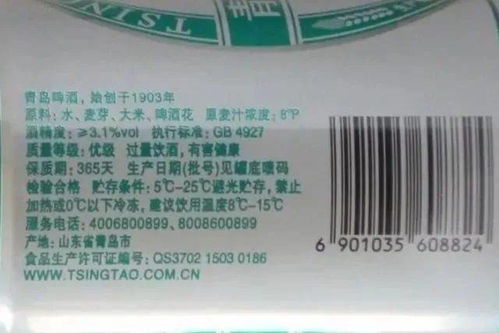 TSING
青
青岛啤酒，始创于1903年
原料：水、麦芽、大米、啤酒花 原麦汁浓度：8°P
酒精度：≥3.1%vol 执行标准：GB 4927
质量等级：优级 过量饮酒，有害健康
保质期：365天 生产日期(批号)见罐底喷码
检验合格 贮存条件：5℃-25℃避光贮存，禁止
加热或0℃以下冷冻，建议饮用温度8℃-15℃
服务电话：4006800899、8008600899
产地：山东省青岛市
食品生产许可证编号：QS3702 1503 0186
WWW.TSINGTAO.COM.CN
6 901035 608824